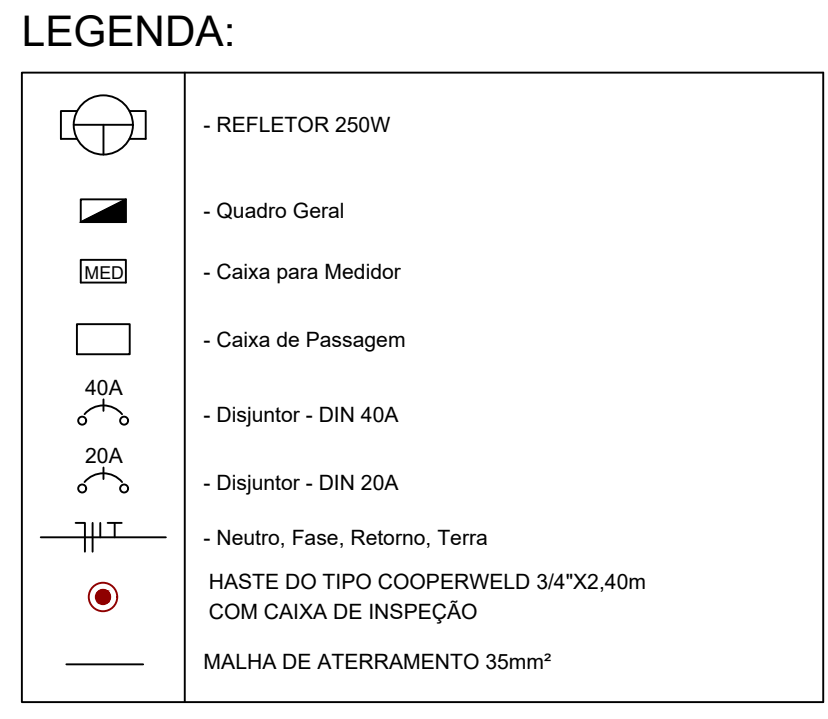 LEGENDA:
- REFLETOR 250W
- Quadro Geral
MED - Caixa para Medidor
- Caixa de Passagem
40A
- Disjuntor - DIN 40A
20A
- Disjuntor - DIN 20A
- Neutro, Fase, Retorno, Terra
HASTE DO TIPO COOPERWELD 3/4"X2,40m
COM CAIXA DE INSPEÇÃO
MALHA DE ATERRAMENTO 35mm²